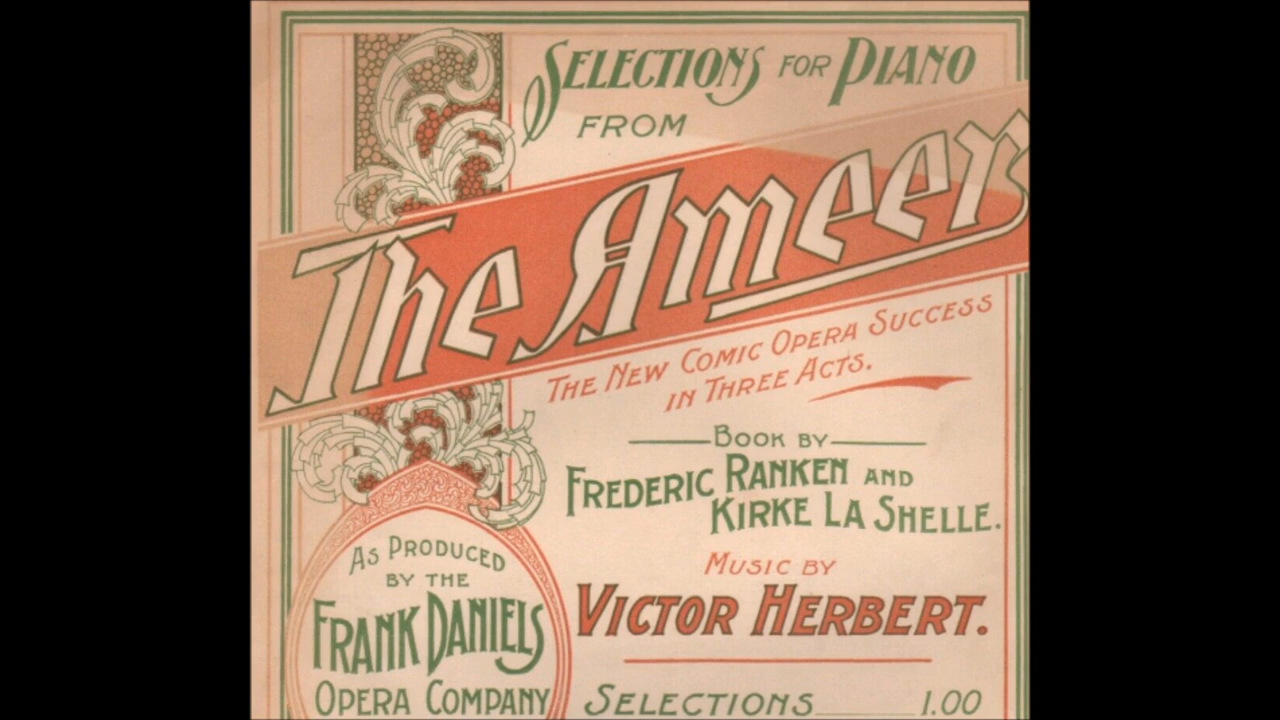 SELECTIONS FOR PIANO
FROM
The Ameer
THE NEW COMIC OPERA SUCCESS
IN THREE ACTS.
BOOK BY
FREDERIC RANKEN AND
KIRKE LA SHELLE.
MUSIC BY
VICTOR HERBERT.
AS PRODUCED
BY THE
FRANK DANIELS
OPERA COMPANY
SELECTIONS 1.00